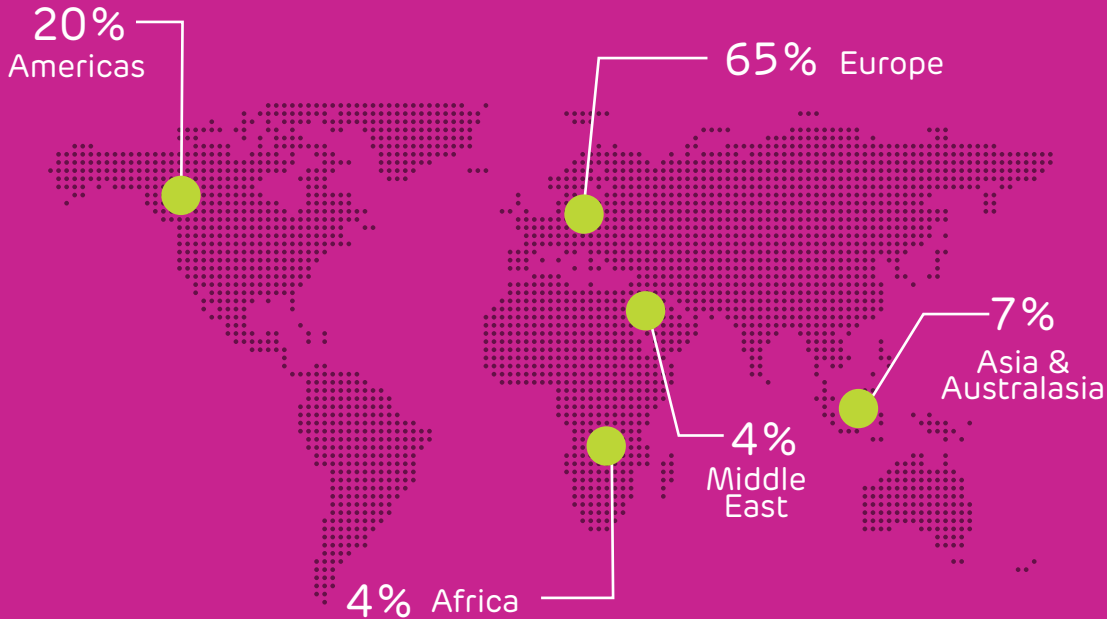 20%
Americas
65% Europe
7%
Asia &
Australasia
4%
Middle
East
4% Africa